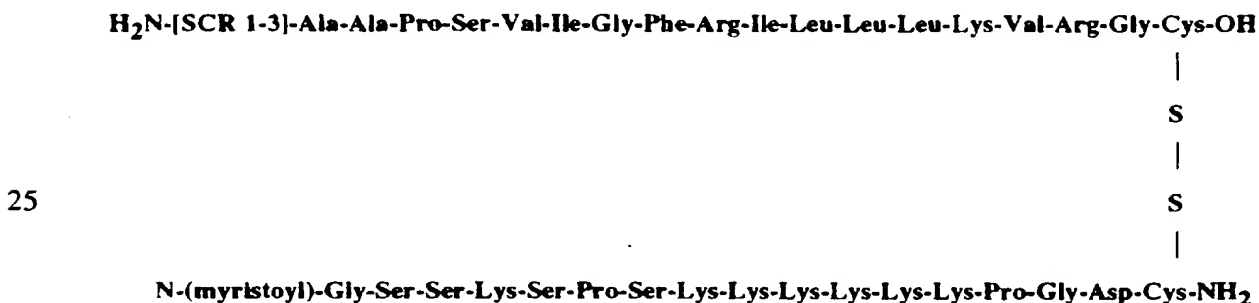 H2N-[SCR 1-3]-Ala-Ala-Pro-Ser-Val-Ile-Gly-Phe-Arg-Ile-Leu-Leu-Leu-Lys-Val-Arg-Gly-Cys-OH
|
S
|
25 S
|
N-(myristoyl)-Gly-Ser-Ser-Lys-Ser-Pro-Ser-Lys-Lys-Lys-Lys-Lys-Lys-Pro-Gly-Asp-Cys-NH2